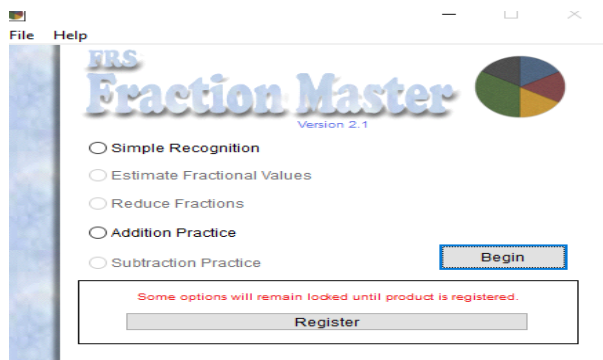 File Help
FRS
Fraction Master
Version 2.1
Simple Recognition
Estimate Fractional Values
Reduce Fractions
Addition Practice
Subtraction Practice
Begin
Some options will remain locked until product is registered.
Register